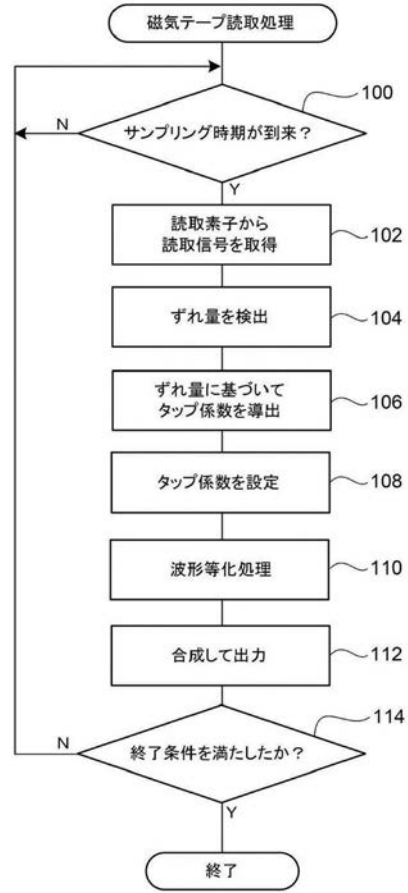 磁気テープ読取処理
100
N
サンプリング時期が到来？
Y
読取素子から
読取信号を取得
102
ずれ量を検出
104
ずれ量に基づいて
タップ係数を導出
106
タップ係数を設定
108
波形等化処理
110
合成して出力
112
114
N
終了条件を満たしたか？
Y
終了